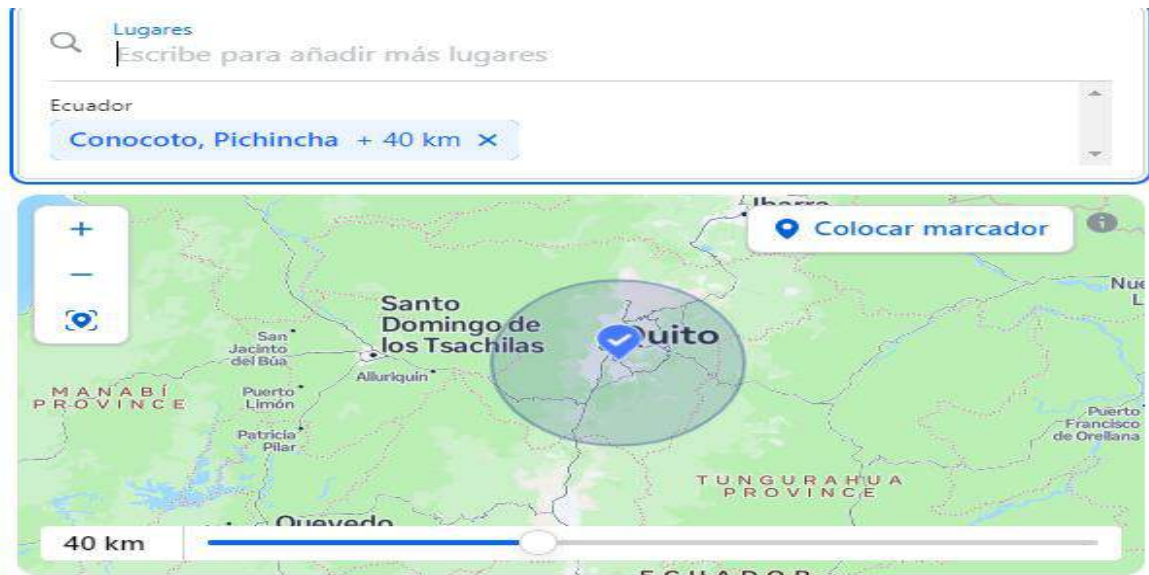 Lugares
Escribe para añadir más lugares
Ecuador
Conocoto, Pichincha + 40 km ×
+
Colocar marcador
−
Santo
Domingo de
los Tsachilas
San
Jacinto
del Búa
Alluriquín
MANABÍ
PROVINCE
Puerto
Limón
Patricia
Pilar
Puerto
Francisco
de Orellana
TUNGURAHUA
PROVINCE
Quevedo
40 km